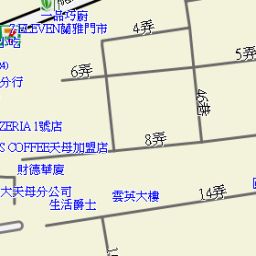 一品巧廚
7-ELEVEN蘭雅門市
4弄
5弄
6弄
分行
46巷
ZERIA 1號店
8弄
S COFFEE天母加盟店
財德華廈
大天母分公司
雲英大樓
14弄
生活爵士